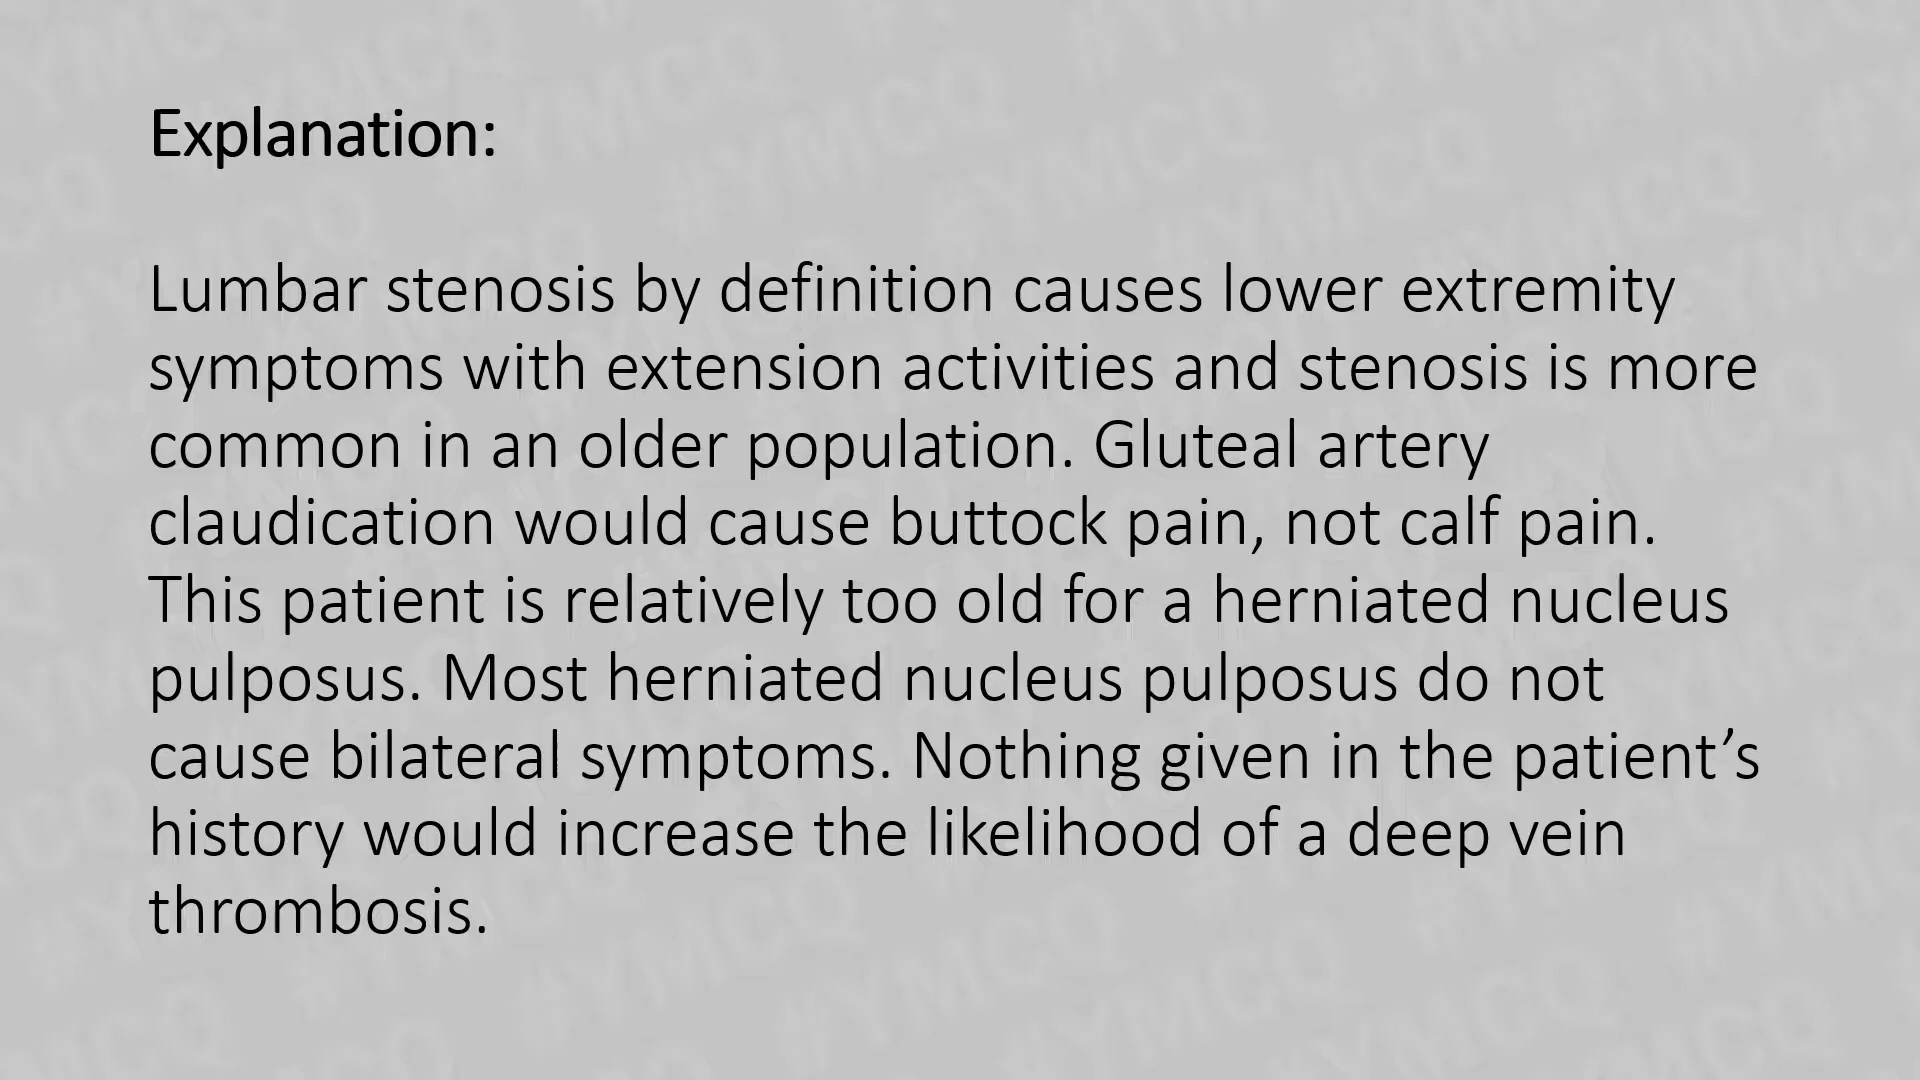 Explanation:
Lumbar stenosis by definition causes lower extremity
symptoms with extension activities and stenosis is more
common in an older population. Gluteal artery
claudication would cause buttock pain, not calf pain.
This patient is relatively too old for a herniated nucleus
pulposus. Most herniated nucleus pulposus do not
cause bilateral symptoms. Nothing given in the patient’s
history would increase the likelihood of a deep vein
thrombosis.
#YMCQ